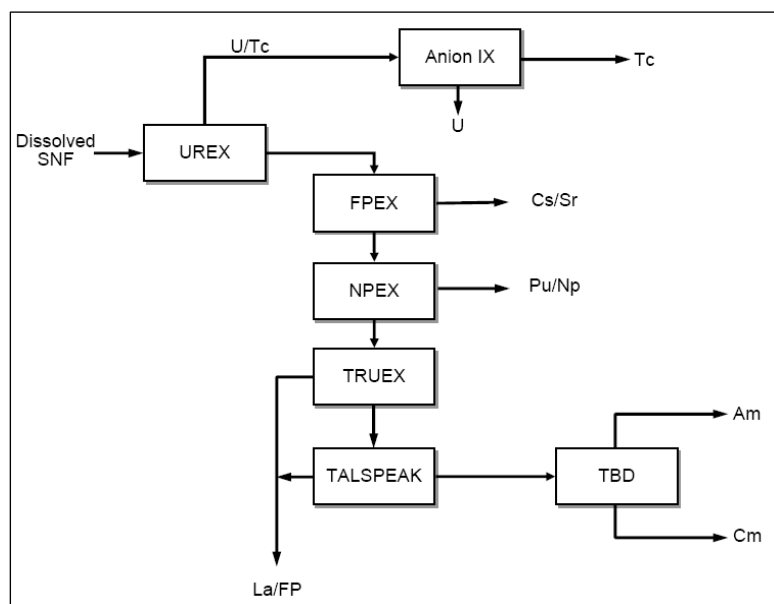 U/Tc
Anion IX
Tc
U
Dissolved
SNF
UREX
FPEX
Cs/Sr
NPEX
Pu/Np
TRUEX
TALSPEAK
TBD
Am
Cm
La/FP